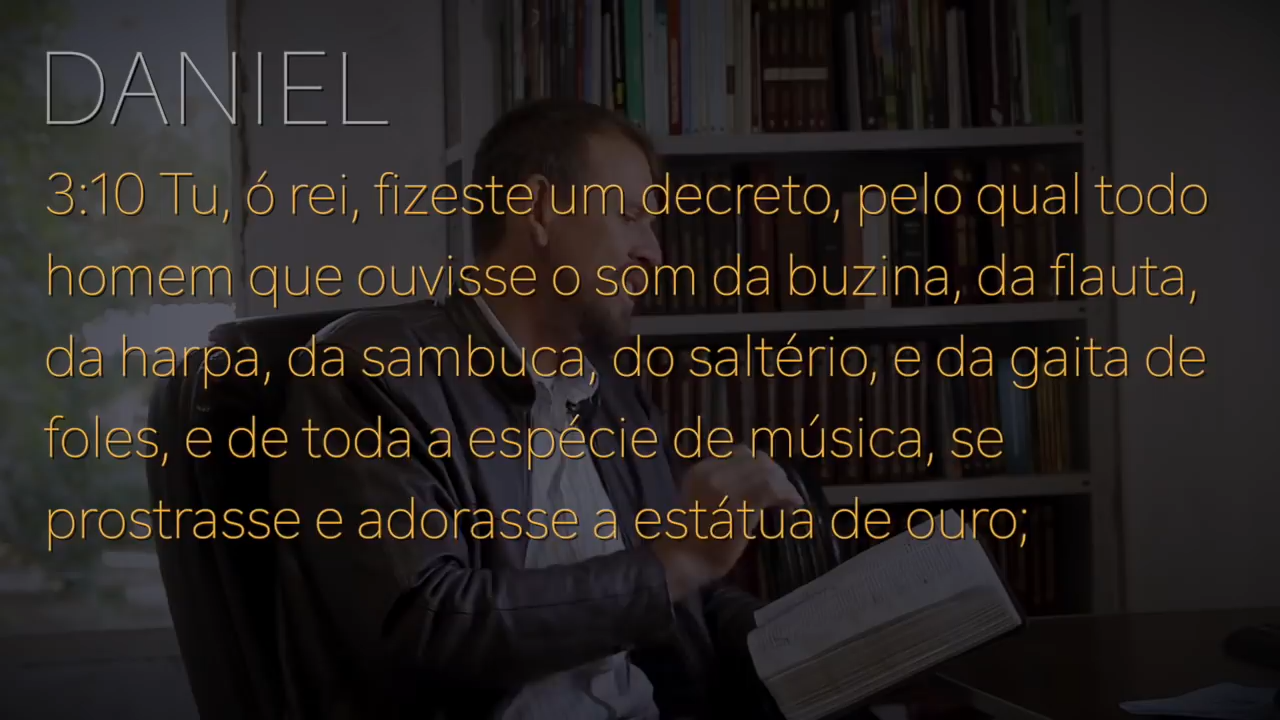 DANIEL
3:10 Tu, ó rei, fizeste um decreto, pelo qual todo
homem que ouvisse o som da buzina, da flauta,
da harpa, da sambuca, do saltério, e da gaita de
foles, e de toda a espécie de música, se
prostrasse e adorasse a estátua de ouro;